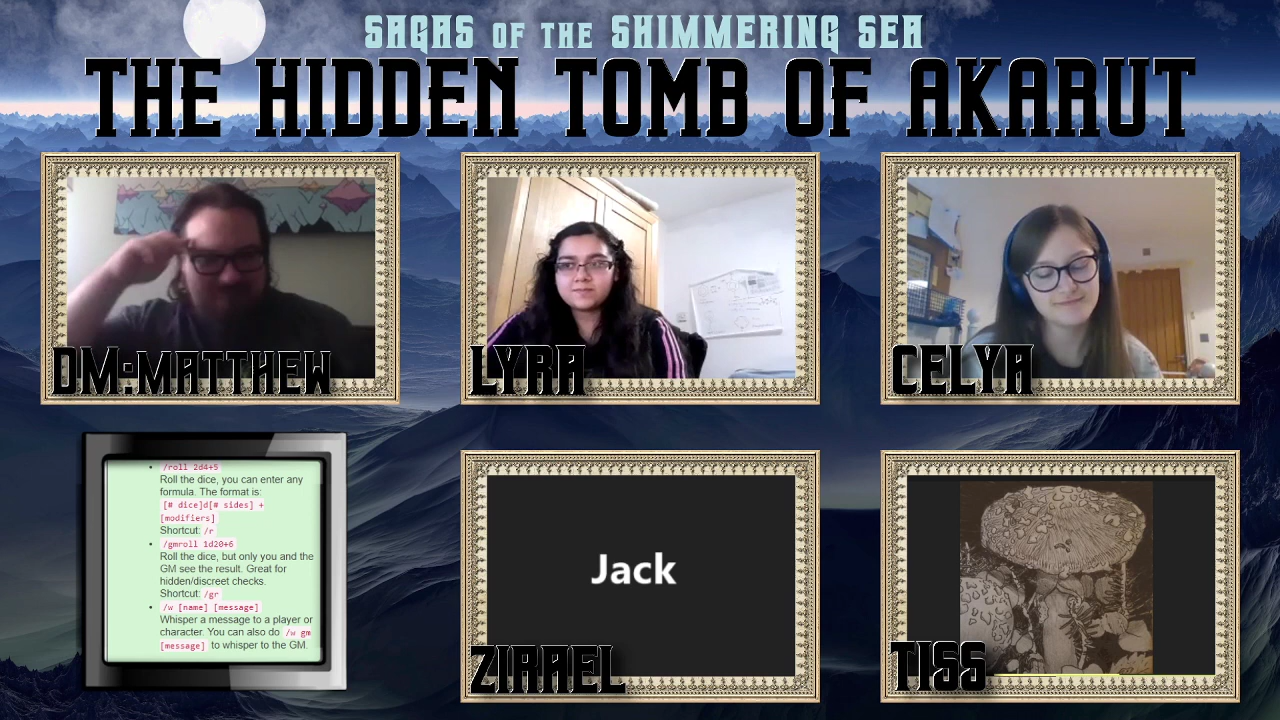 SAGAS OF THE SHIMMERING SEA
THE HIDDEN TOMB OF AKARUT
DM:MATTHEW
LYRA
CELYA
/roll 2d4+5
Roll the dice, you can enter any
formula. The format is:
[# dice]d[# sides] +
[modifiers]
Shortcut: /r
/gmroll 1d20+6
Roll the dice, but only you and the
GM see the result. Great for
hidden/discreet checks.
Shortcut: /gr
/w [name] [message]
Whisper a message to a player or
character. You can also do /w gm
[message] to whisper to the GM.
Jack
ZIRAEL
TISS